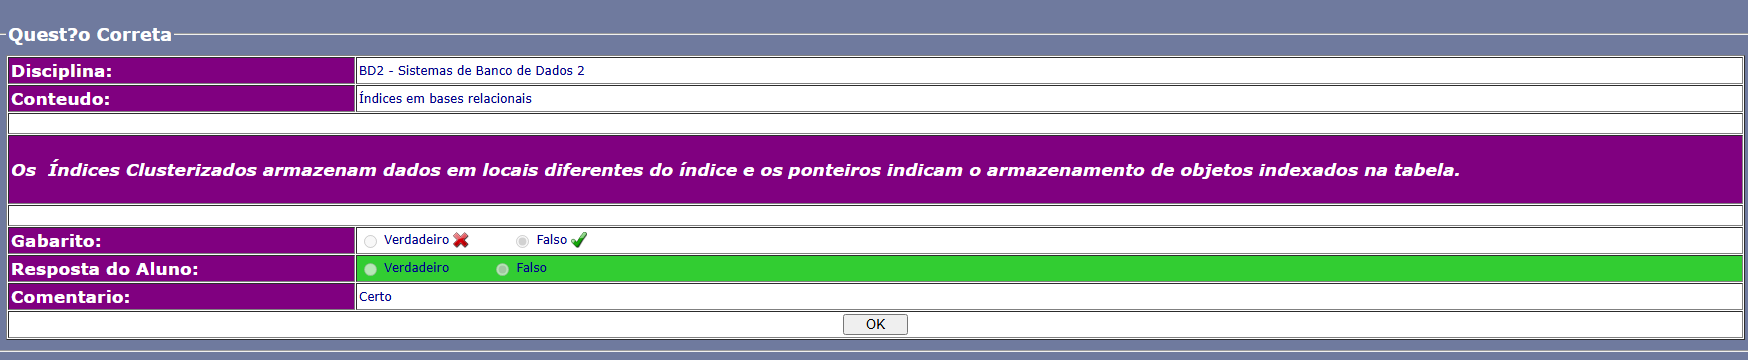 Quest?o Correta
Disciplina: BD2 - Sistemas de Banco de Dados 2
Conteudo: Índices em bases relacionais
Os Índices Clusterizados armazenam dados em locais diferentes do índice e os ponteiros indicam o armazenamento de objetos indexados na tabela.
Gabarito: Verdadeiro Falso
Resposta do Aluno: Verdadeiro Falso
Comentario: Certo
OK